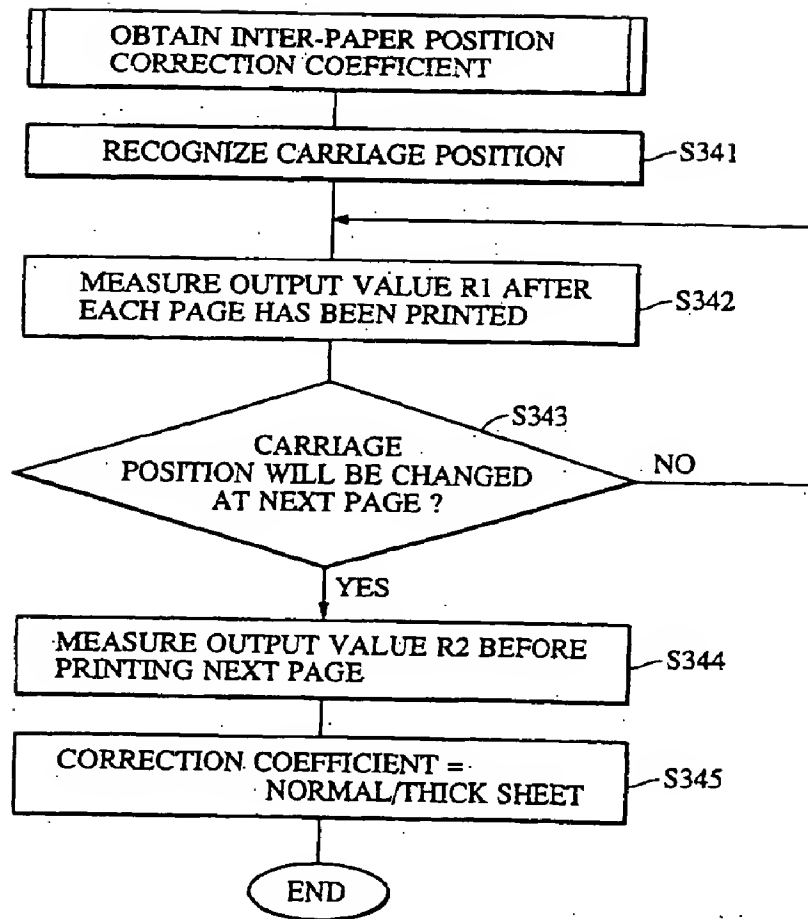 OBTAIN INTER-PAPER POSITION
CORRECTION COEFFICIENT
RECOGNIZE CARRIAGE POSITION
S341
MEASURE OUTPUT VALUE R1 AFTER
EACH PAGE HAS BEEN PRINTED
S342
S343
CARRIAGE
POSITION WILL BE CHANGED
AT NEXT PAGE ?
NO
YES
MEASURE OUTPUT VALUE R2 BEFORE
PRINTING NEXT PAGE
S344
CORRECTION COEFFICIENT =
NORMAL/THICK SHEET
S345
END